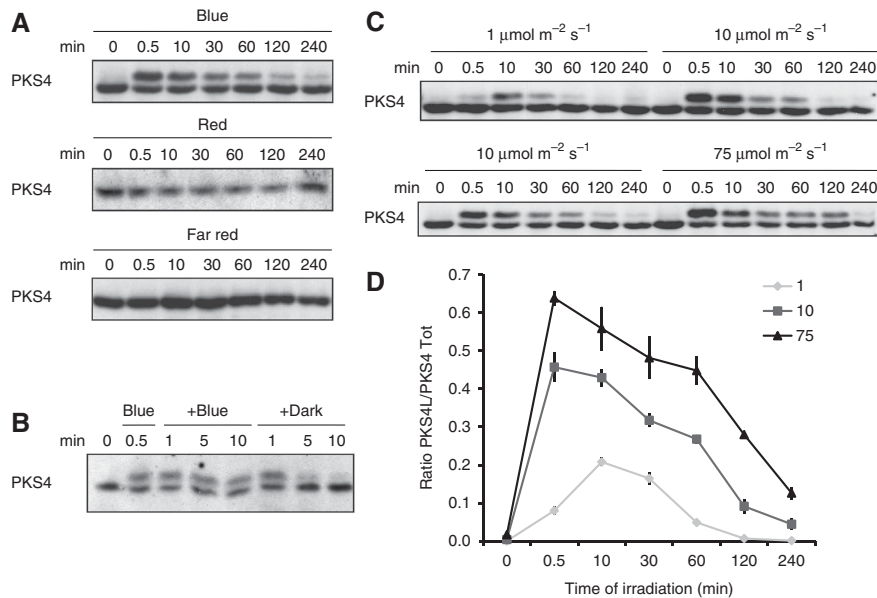 A
Blue
min 0 0.5 10 30 60 120 240
PKS4
Red
min 0 0.5 10 30 60 120 240
PKS4
Far red
min 0 0.5 10 30 60 120 240
PKS4
B
Blue +Blue +Dark
min 0 0.5 1 5 10 1 5 10
PKS4
C
1 μmol m⁻² s⁻¹ 10 μmol m⁻² s⁻¹
min 0 0.5 10 30 60 120 240 0 0.5 10 30 60 120 240
PKS4
10 μmol m⁻² s⁻¹ 75 μmol m⁻² s⁻¹
min 0 0.5 10 30 60 120 240 0 0.5 10 30 60 120 240
PKS4
D
Ratio PKS4L/PKS4 Tot
0.7
0.6
0.5
0.4
0.3
0.2
0.1
0.0
1
10
75
0 0.5 10 30 60 120 240
Time of irradiation (min)